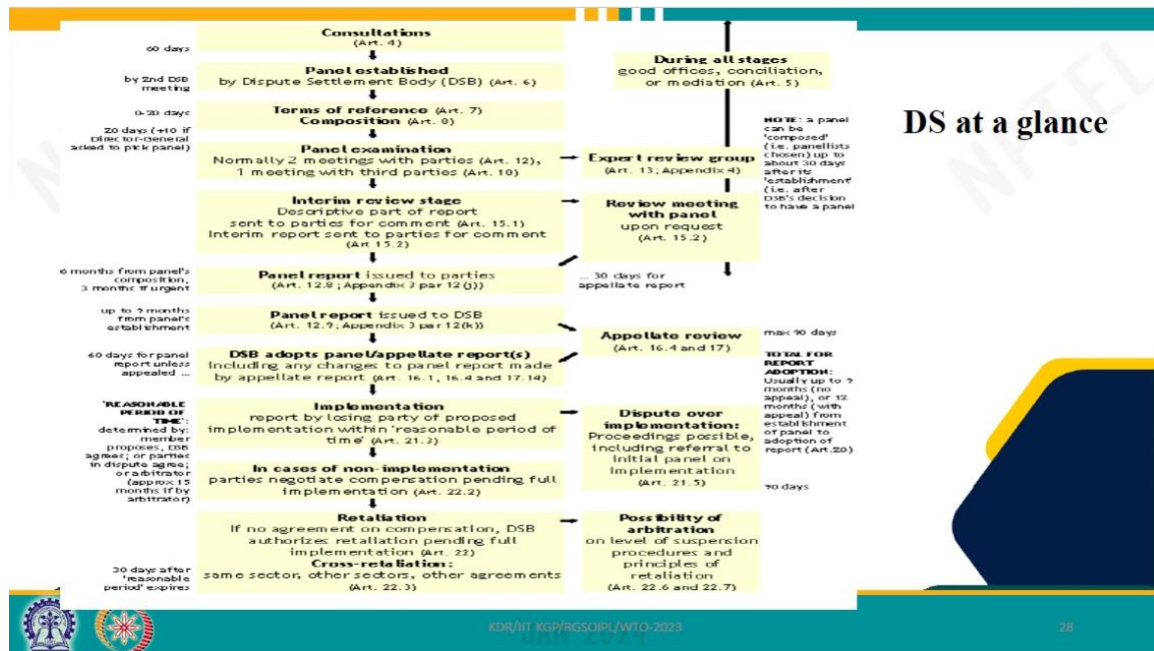 DS at a glance
60 days
by 2nd DSB
meeting
0-20 days
20 days (+10 if
Director-General
asked to pick panel)
6 months from panel's
composition,
3 months if urgent
up to 9 months
from panel's
establishment
60 days for panel
report unless
appealed ...
'REASONABLE
PERIOD OF
TIME':
determined by:
member
proposes, DSB
agrees; or parties
in dispute agree;
or arbitrator
(approx 15
months if by
arbitrator)
30 days after
'reasonable
period' expires
Consultations
(Art. 4)
Panel established
by Dispute Settlement Body (DSB) (Art. 6)
Terms of reference (Art. 7)
Composition (Art. 8)
Panel examination
Normally 2 meetings with parties (Art. 12),
1 meeting with third parties (Art. 10)
Interim review stage
Descriptive part of report
sent to parties for comment (Art. 15.1)
Interim report sent to parties for comment
(Art 15.2)
Panel report issued to parties
(Art. 12.8; Appendix 3 par 12(j))
Panel report issued to DSB
(Art. 12.9; Appendix 3 par 12(k))
DSB adopts panel/appellate report(s)
including any changes to panel report made
by appellate report (Art. 16.1, 16.4 and 17.14)
Implementation
report by losing party of proposed
implementation within 'reasonable period of
time' (Art. 21.3)
In cases of non-implementation
parties negotiate compensation pending full
implementation (Art. 22.2)
Retaliation
If no agreement on compensation, DSB
authorizes retaliation pending full
implementation (Art. 22)
Cross-retaliation:
same sector, other sectors, other agreements
(Art. 22.3)
During all stages
good offices, conciliation,
or mediation (Art. 5)
Expert review group
(Art. 13; Appendix 4)
Review meeting
with panel
upon request
(Art. 15.2)
... 30 days for
appellate report
Appellate review
(Art. 16.4 and 17)
Dispute over
implementation:
Proceedings possible,
including referral to
initial panel on
implementation
(Art. 21.5)
Possibility of
arbitration
on level of suspension
procedures and
principles of
retaliation
(Art. 22.6 and 22.7)
NOTE: a panel
can be
'composed'
(i.e. panellists
chosen) up to
about 30 days
after its
'establishment'
(i.e. after
DSB's decision
to have a panel
max 90 days
TOTAL FOR
REPORT
ADOPTION:
Usually up to 9
months (no
appeal), or 12
months (with
appeal) from
establishment
of panel to
adoption of
report (Art.20)
90 days
NPTEL
KDR/IIT KGP/RGSOIPL/WTO-2023
28
JAN 2024